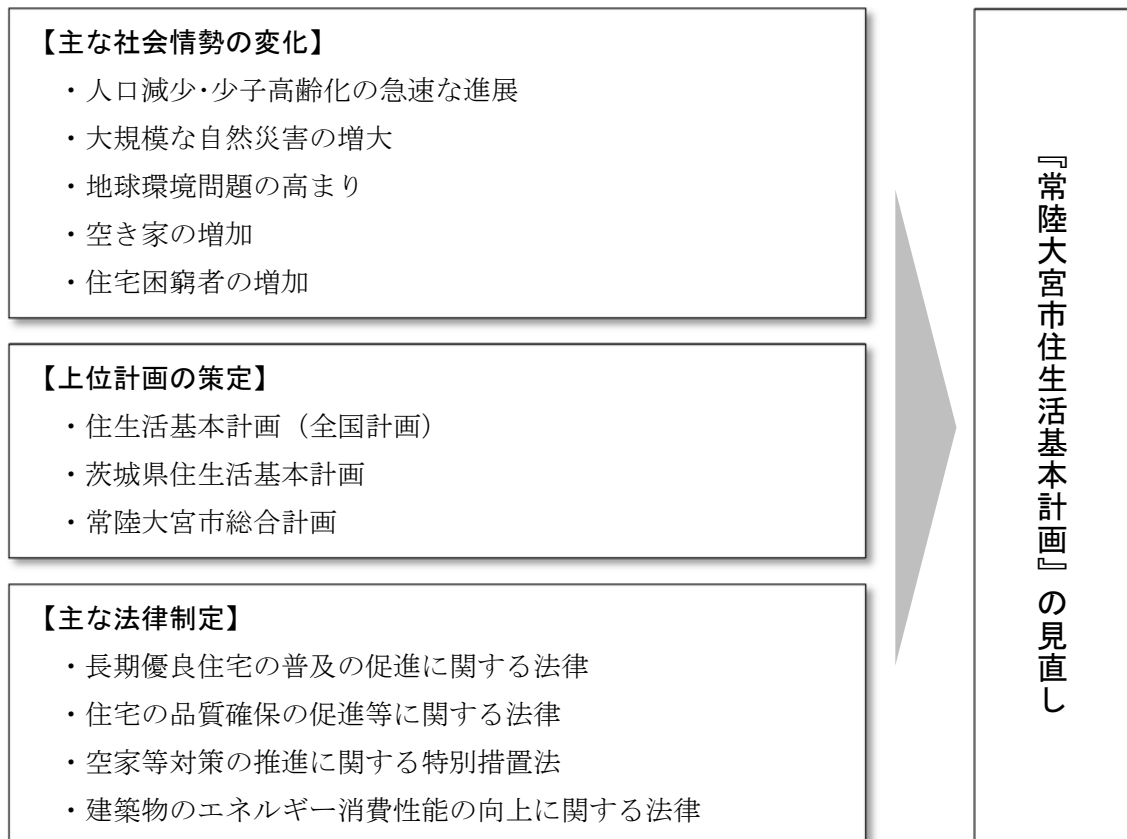 【主な社会情勢の変化】
・人口減少･少子高齢化の急速な進展
・大規模な自然災害の増大
・地球環境問題の高まり
・空き家の増加
・住宅困窮者の増加
【上位計画の策定】
・住生活基本計画（全国計画）
・茨城県住生活基本計画
・常陸大宮市総合計画
【主な法律制定】
・長期優良住宅の普及の促進に関する法律
・住宅の品質確保の促進等に関する法律
・空家等対策の推進に関する特別措置法
・建築物のエネルギー消費性能の向上に関する法律
『常陸大宮市住生活基本計画』の見直し